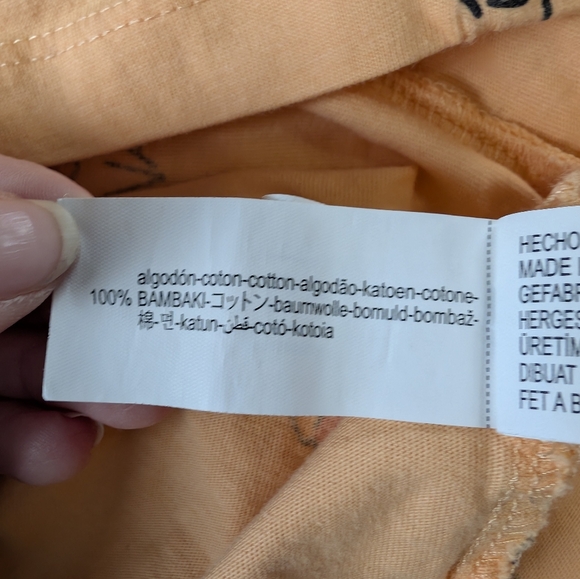 algodón-coton-cotton-algodão-katoen-cotone-
100% BAMBAKI-コットン-baumwolle-bomuld-bombaž-
棉-면-katun-قطن-cotó-kotoia
HECHO
MADE
GEFABR
HERGES
ÜRETİM
DIBUAT
FET A B